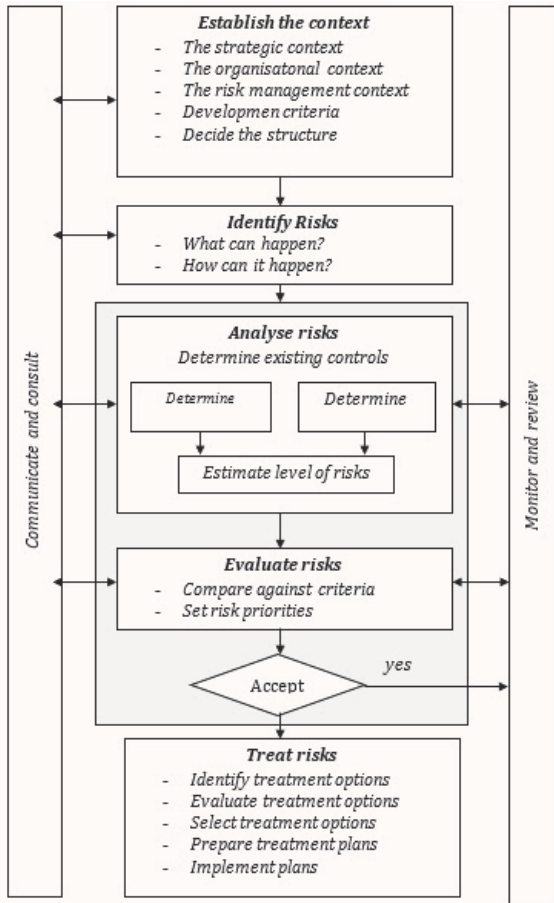 Establish the context
- The strategic context
- The organisatonal context
- The risk management context
- Developmen criteria
- Decide the structure
Identify Risks
- What can happen?
- How can it happen?
Analyse risks
Determine existing controls
Determine
Determine
Estimate level of risks
Evaluate risks
- Compare against criteria
- Set risk priorities
Accept
yes
Treat risks
- Identify treatment options
- Evaluate treatment options
- Select treatment options
- Prepare treatment plans
- Implement plans
Communicate and consult
Monitor and review